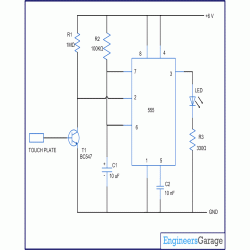 +6 V
R1
1MΩ
R2
100KΩ
8
4
7
3
2
555
LED
6
TOUCH PLATE
T1
BC547
R3
330Ω
C1
10 uF
1
5
C2
10 nF
GND
EngineersGarage